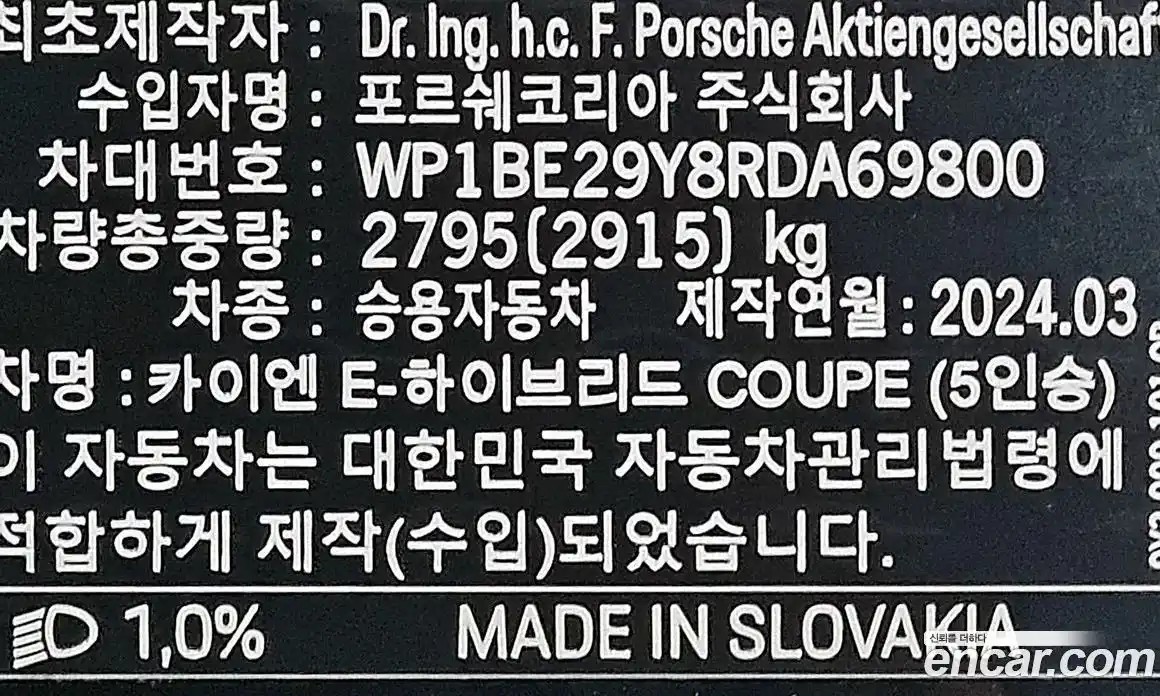 최초제작자 : Dr. Ing. h.c. F. Porsche Aktiengesellschaf
수입자명 : 포르쉐코리아 주식회사
차대번호 : WP1BE29Y8RDA69800
차량총중량 : 2795(2915) kg
차종 : 승용자동차 제작연월 : 2024.03
차명 : 카이엔 E-하이브리드 COUPE (5인승)
이 자동차는 대한민국 자동차관리법령에
적합하게 제작(수입)되었습니다.
1,0% MADE IN SLOVAKIA
신뢰를 더하다
encar.com